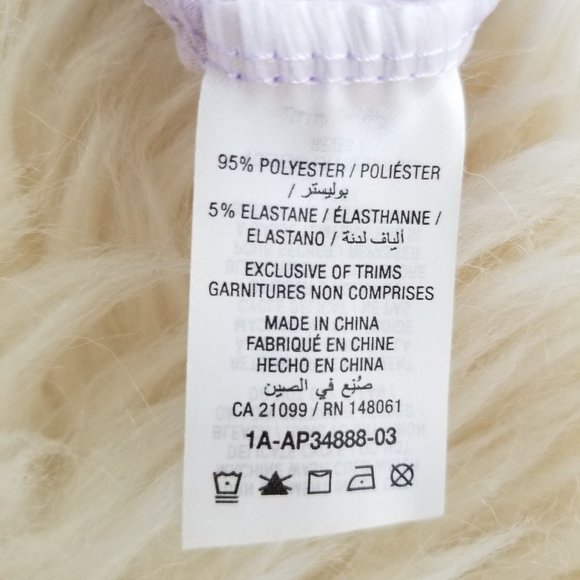 95% POLYESTER / POLIÉSTER
/ بوليستر
5% ELASTANE / ÉLASTHANNE /
ELASTANO / ألياف لدنة
EXCLUSIVE OF TRIMS
GARNITURES NON COMPRISES
MADE IN CHINA
FABRIQUÉ EN CHINE
HECHO EN CHINA
صُنع في الصين
CA 21099 / RN 148061
1A-AP34888-03